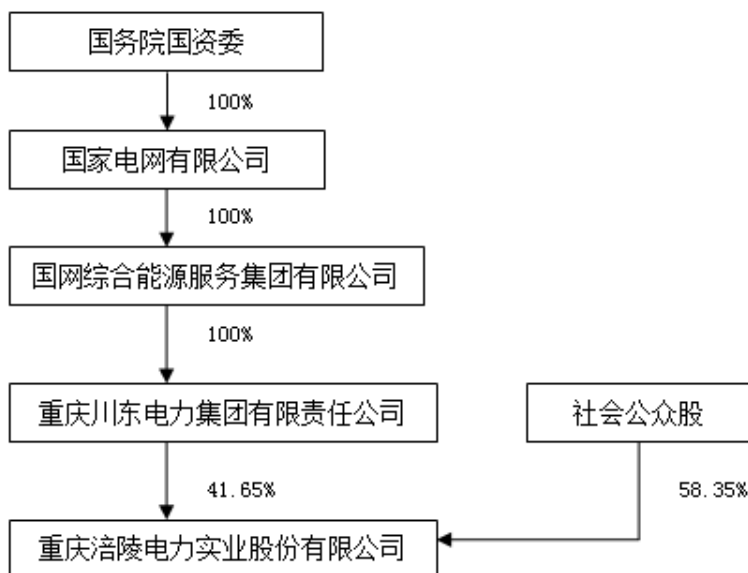 国务院国资委
100%
国家电网有限公司
100%
国网综合能源服务集团有限公司
100%
重庆川东电力集团有限责任公司
社会公众股
41.65%
58.35%
重庆涪陵电力实业股份有限公司